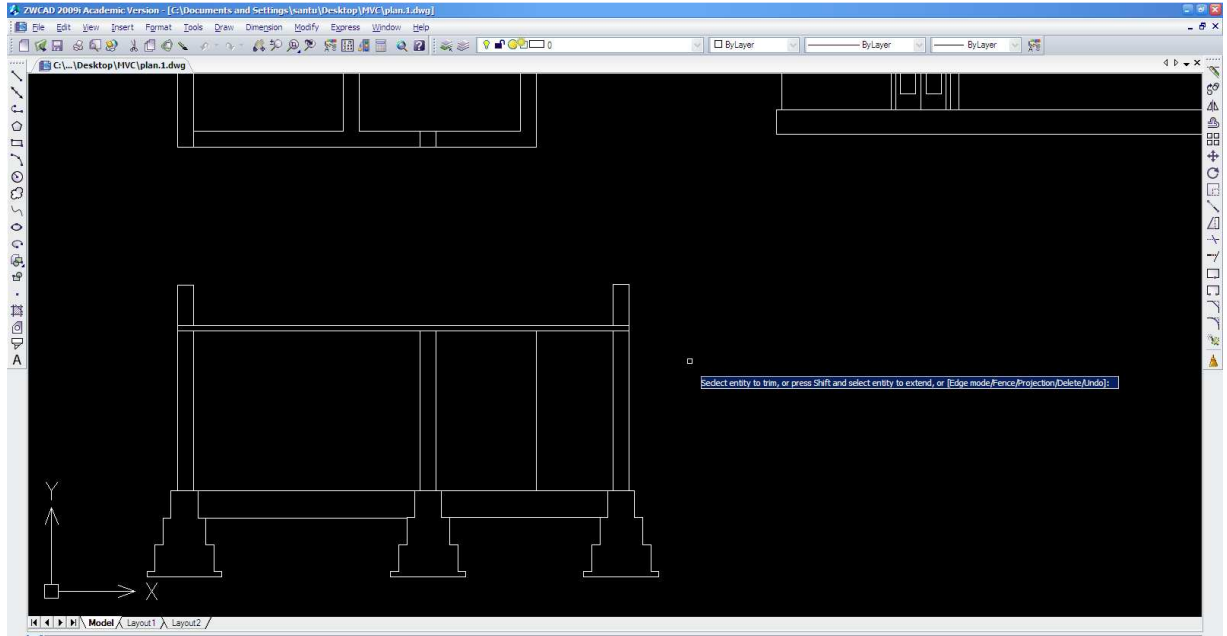 ZWCAD 2009i Academic Version - [C:\Documents and Settings\santu\Desktop\MVC\plan.1.dwg]
File Edit View Insert Format Tools Draw Dimension Modify Express Window Help
0 ByLayer ByLayer ByLayer
C:\...\Desktop\MVC\plan.1.dwg
Sedect entity to trim, or press Shift and select entity to extend, or [Edge mode/Fence/Projection/Delete/Undo]:
A
Y
X
Model Layout1 Layout2